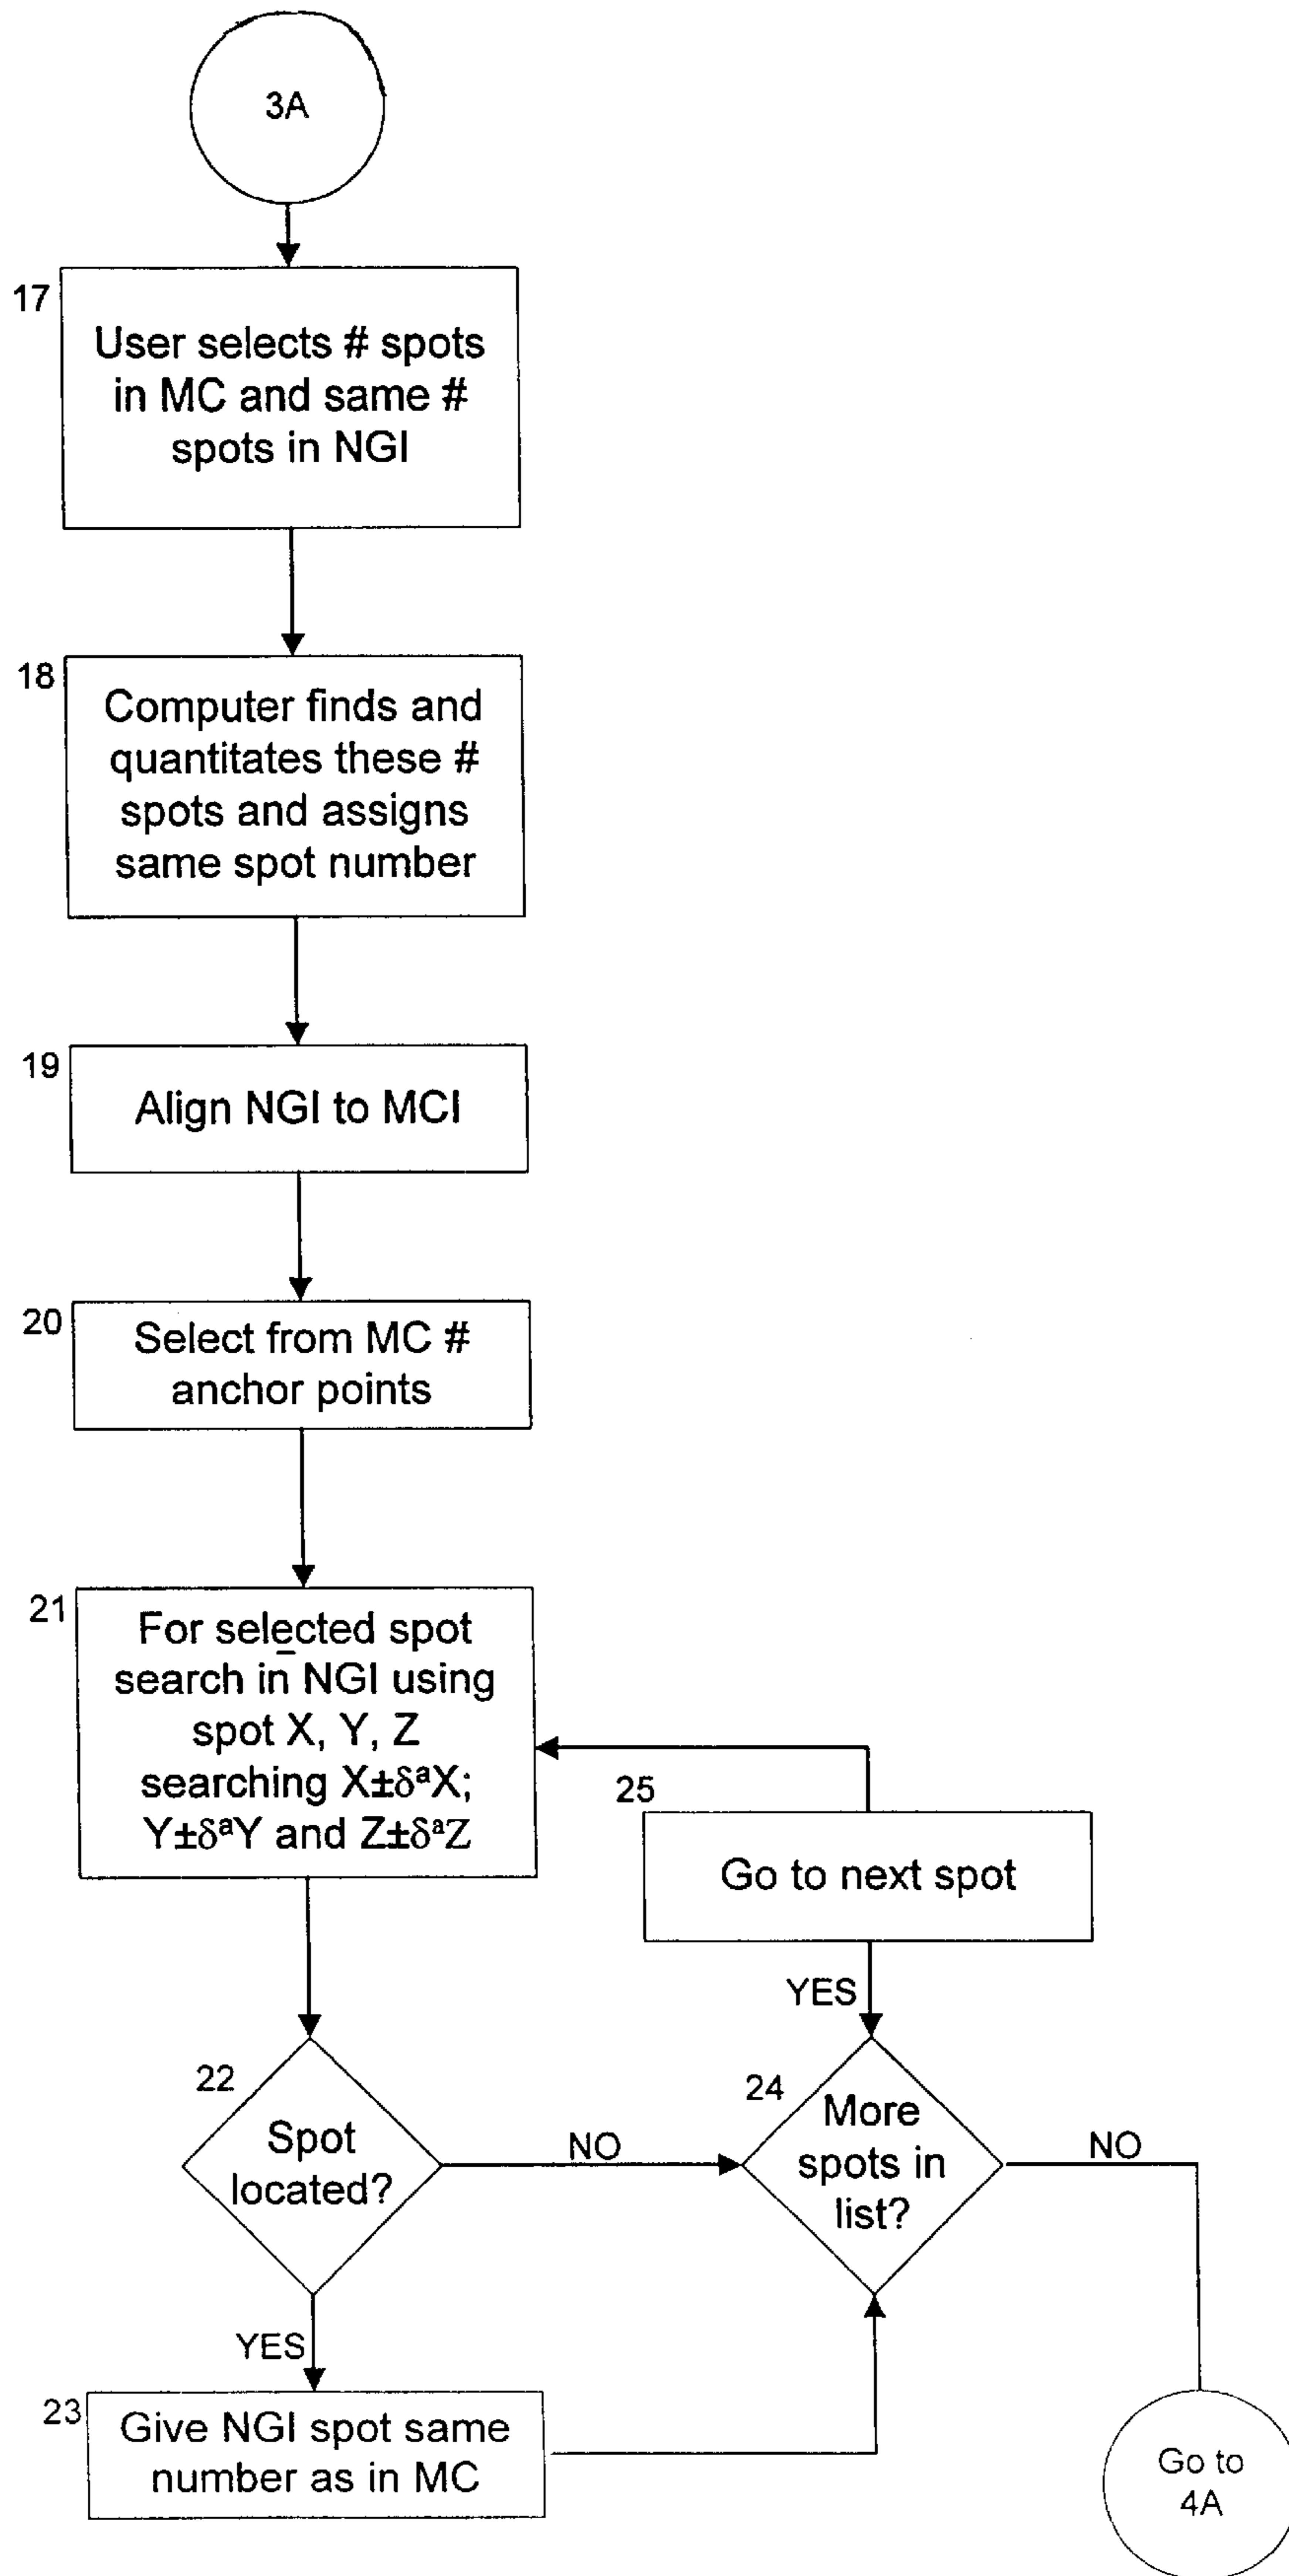 3A
17
User selects # spots
in MC and same #
spots in NGI
18
Computer finds and
quantitates these #
spots and assigns
same spot number
19
Align NGI to MCI
20
Select from MC #
anchor points
21
For selected spot
search in NGI using
spot X, Y, Z
searching X±δᵃX;
Y±δᵃY and Z±δᵃZ
25
Go to next spot
YES
22
Spot
located?
NO
24
More
spots in
list?
NO
YES
23
Give NGI spot same
number as in MC
Go to
4A